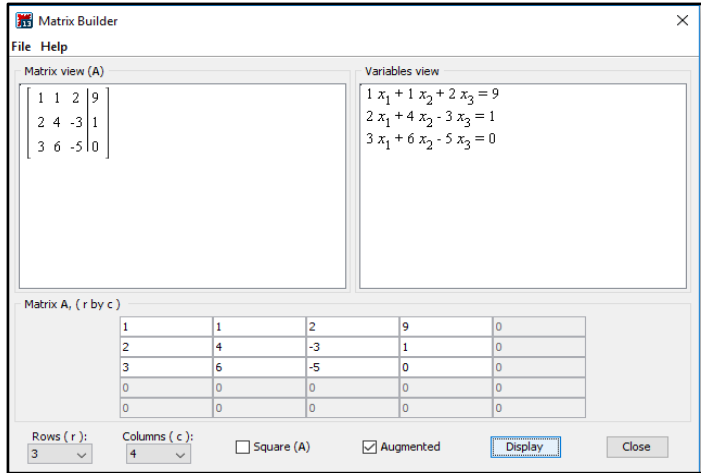 Matrix Builder
File Help
Matrix view (A)
1 1 2 9
2 4 -3 1
3 6 -5 0
Variables view
1 x₁ + 1 x₂ + 2 x₃ = 9
2 x₁ + 4 x₂ - 3 x₃ = 1
3 x₁ + 6 x₂ - 5 x₃ = 0
Matrix A, ( r by c )
1 1 2 9 0
2 4 -3 1 0
3 6 -5 0 0
0 0 0 0 0
0 0 0 0 0
Rows ( r ): Columns ( c ):
3 4 Square (A) Augmented Display Close